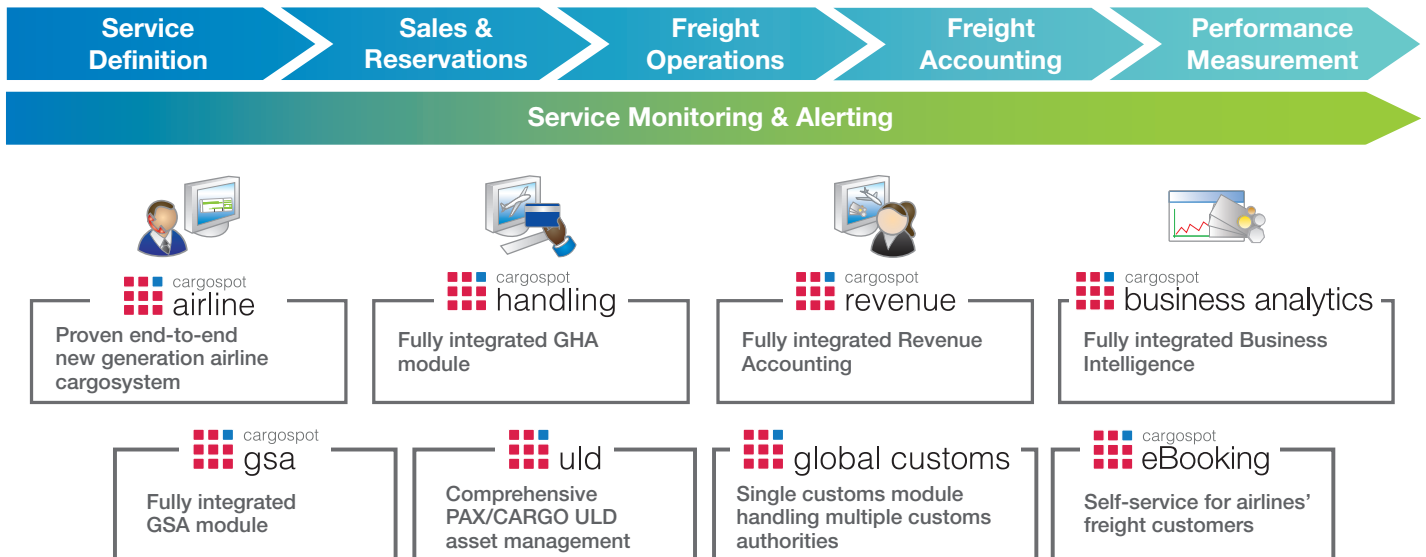 Service
Definition
Sales &
Reservations
Freight
Operations
Freight
Accounting
Performance
Measurement
Service Monitoring & Alerting
cargospot
airline
Proven end-to-end
new generation airline
cargosystem
cargospot
handling
Fully integrated GHA
module
cargospot
revenue
Fully integrated Revenue
Accounting
cargospot
business analytics
Fully integrated Business
Intelligence
cargospot
gsa
Fully integrated
GSA module
uld
Comprehensive
PAX/CARGO ULD
asset management
global customs
Single customs module
handling multiple customs
authorities
cargospot
eBooking
Self-service for airlines’
freight customers